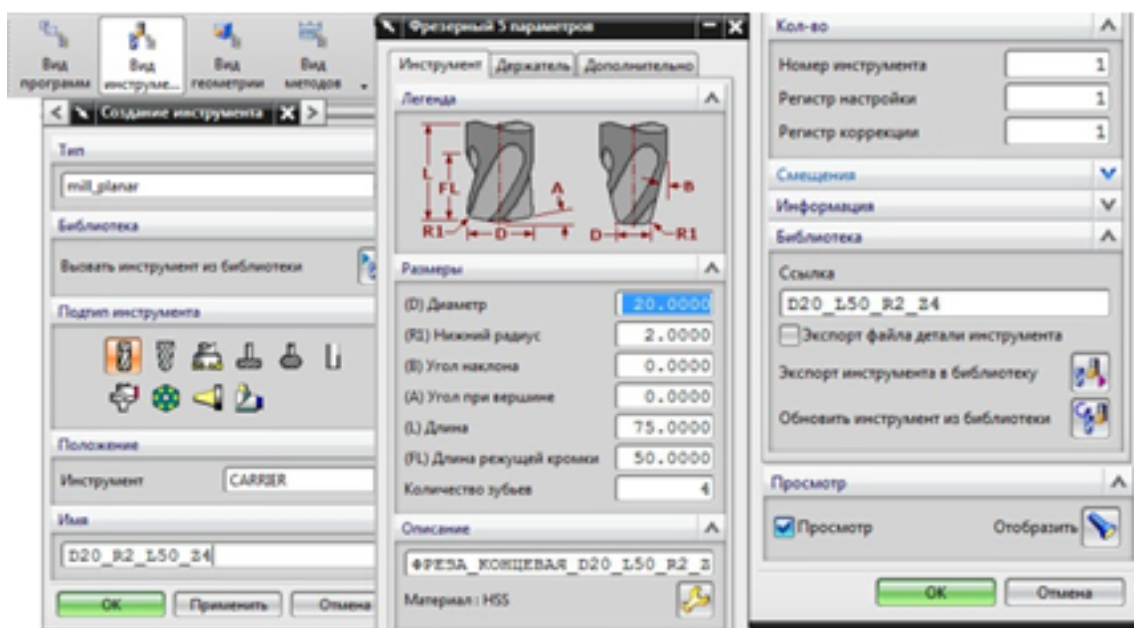 Вид программ
Вид инструме...
Вид геометрии
Вид методов
Создание инструмента
Тип
mill_planar
Библиотека
Вызвать инструмент из библиотеки
Подтип инструмента
Положение
Инструмент CARRIER
Имя
D20_R2_L50_Z4
OK Применить Отмена
Фрезерный 5 параметров
Инструмент Держатель Дополнительно
Легенда
L
FL
A
B
R1 D D R1
Размеры
(D) Диаметр 20.0000
(R1) Нижний радиус 2.0000
(B) Угол наклона 0.0000
(A) Угол при вершине 0.0000
(L) Длина 75.0000
(FL) Длина режущей кромки 50.0000
Количество зубьев 4
Описание
ФРЕЗА_КОНЦЕВАЯ_D20_L50_R2_Z
Материал : HSS
Кол-во
Номер инструмента 1
Регистр настройки 1
Регистр коррекции 1
Смещения
Информация
Библиотека
Ссылка
D20_L50_R2_Z4
Экспорт файла детали инструмента
Экспорт инструмента в библиотеку
Обновить инструмент из библиотеки
Просмотр
Просмотр Отобразить
OK Отмена